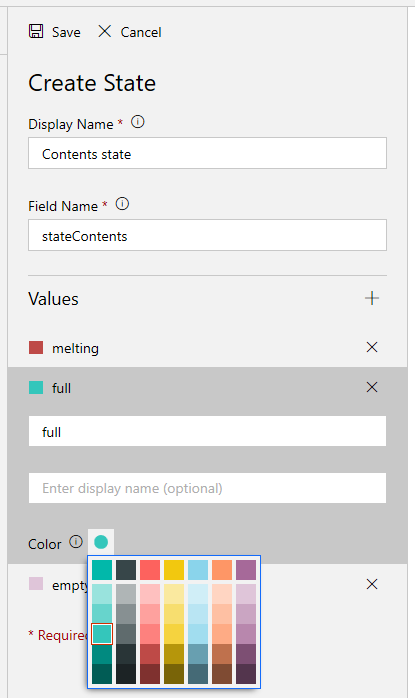 Save Cancel
Create State
Display Name *
Contents state
Field Name *
stateContents
Values
melting
full
full
Enter display name (optional)
Color
empty
* Required